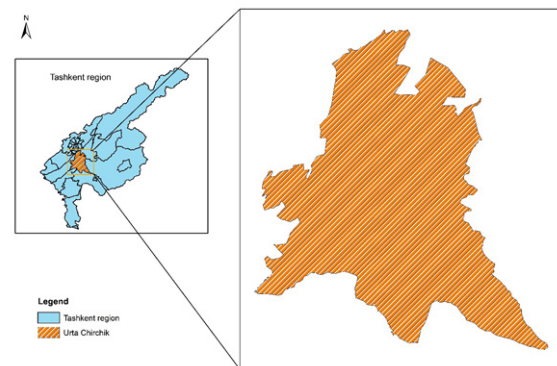 N
Tashkent region
Legend
Tashkent region
Urta Chirchik